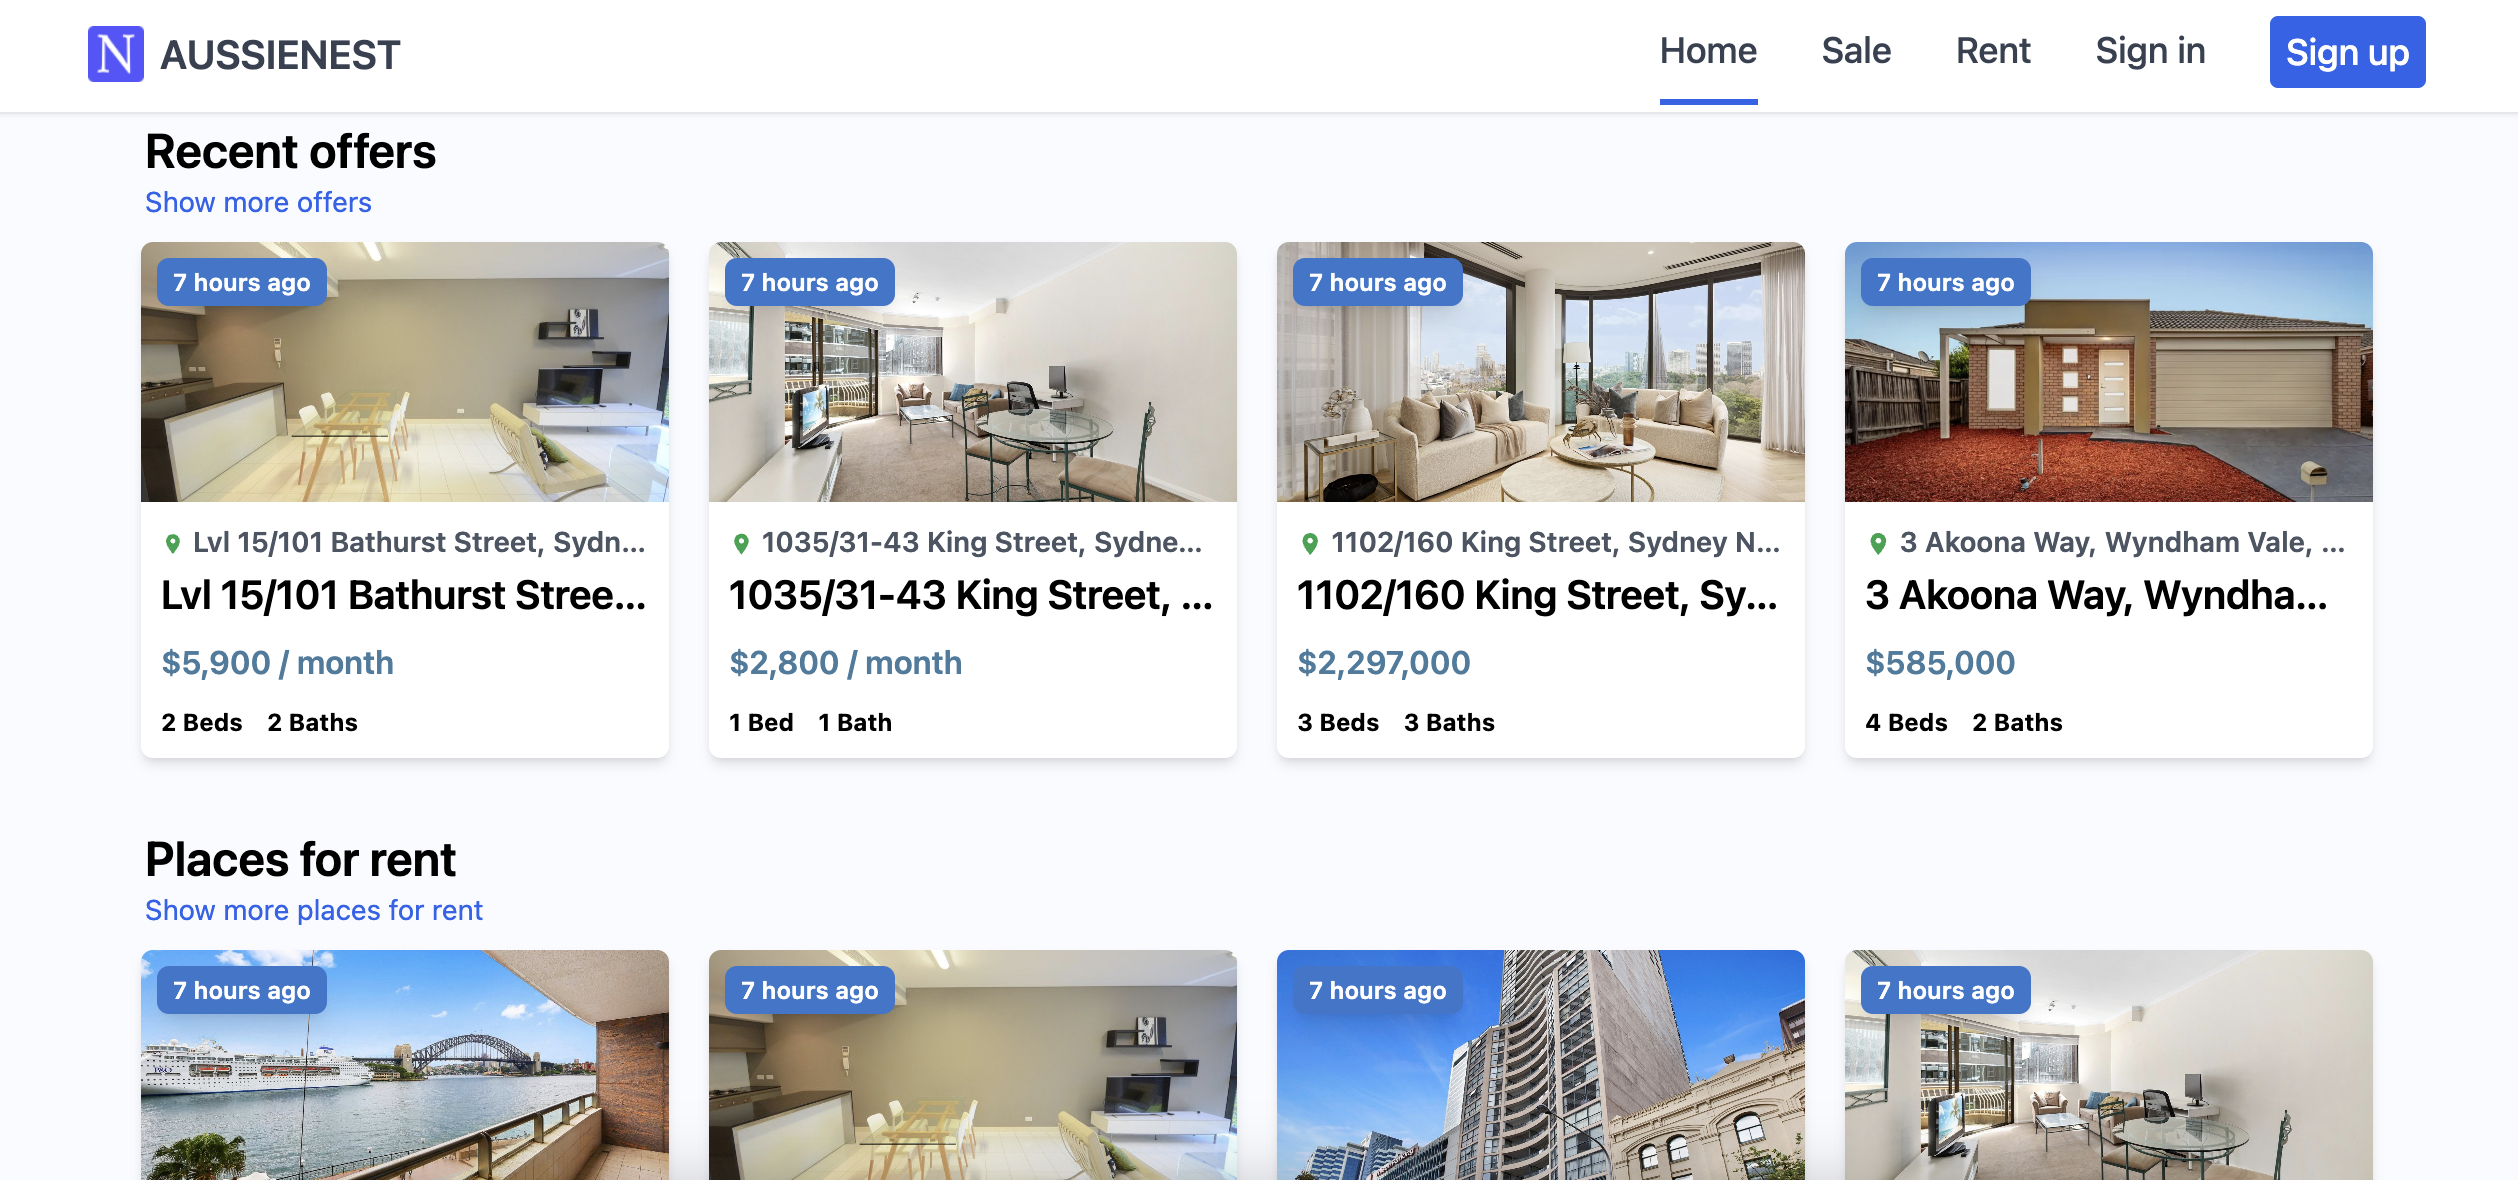 N AUSSIENEST
Home Sale Rent Sign in Sign up
Recent offers
Show more offers
7 hours ago
Lvl 15/101 Bathurst Street, Sydn...
Lvl 15/101 Bathurst Stree...
$5,900 / month
2 Beds 2 Baths
7 hours ago
1035/31-43 King Street, Sydne...
1035/31-43 King Street, ...
$2,800 / month
1 Bed 1 Bath
7 hours ago
1102/160 King Street, Sydney N...
1102/160 King Street, Sy...
$2,297,000
3 Beds 3 Baths
7 hours ago
3 Akoona Way, Wyndham Vale, ...
3 Akoona Way, Wyndha...
$585,000
4 Beds 2 Baths
Places for rent
Show more places for rent
7 hours ago
P&O
7 hours ago
7 hours ago
7 hours ago